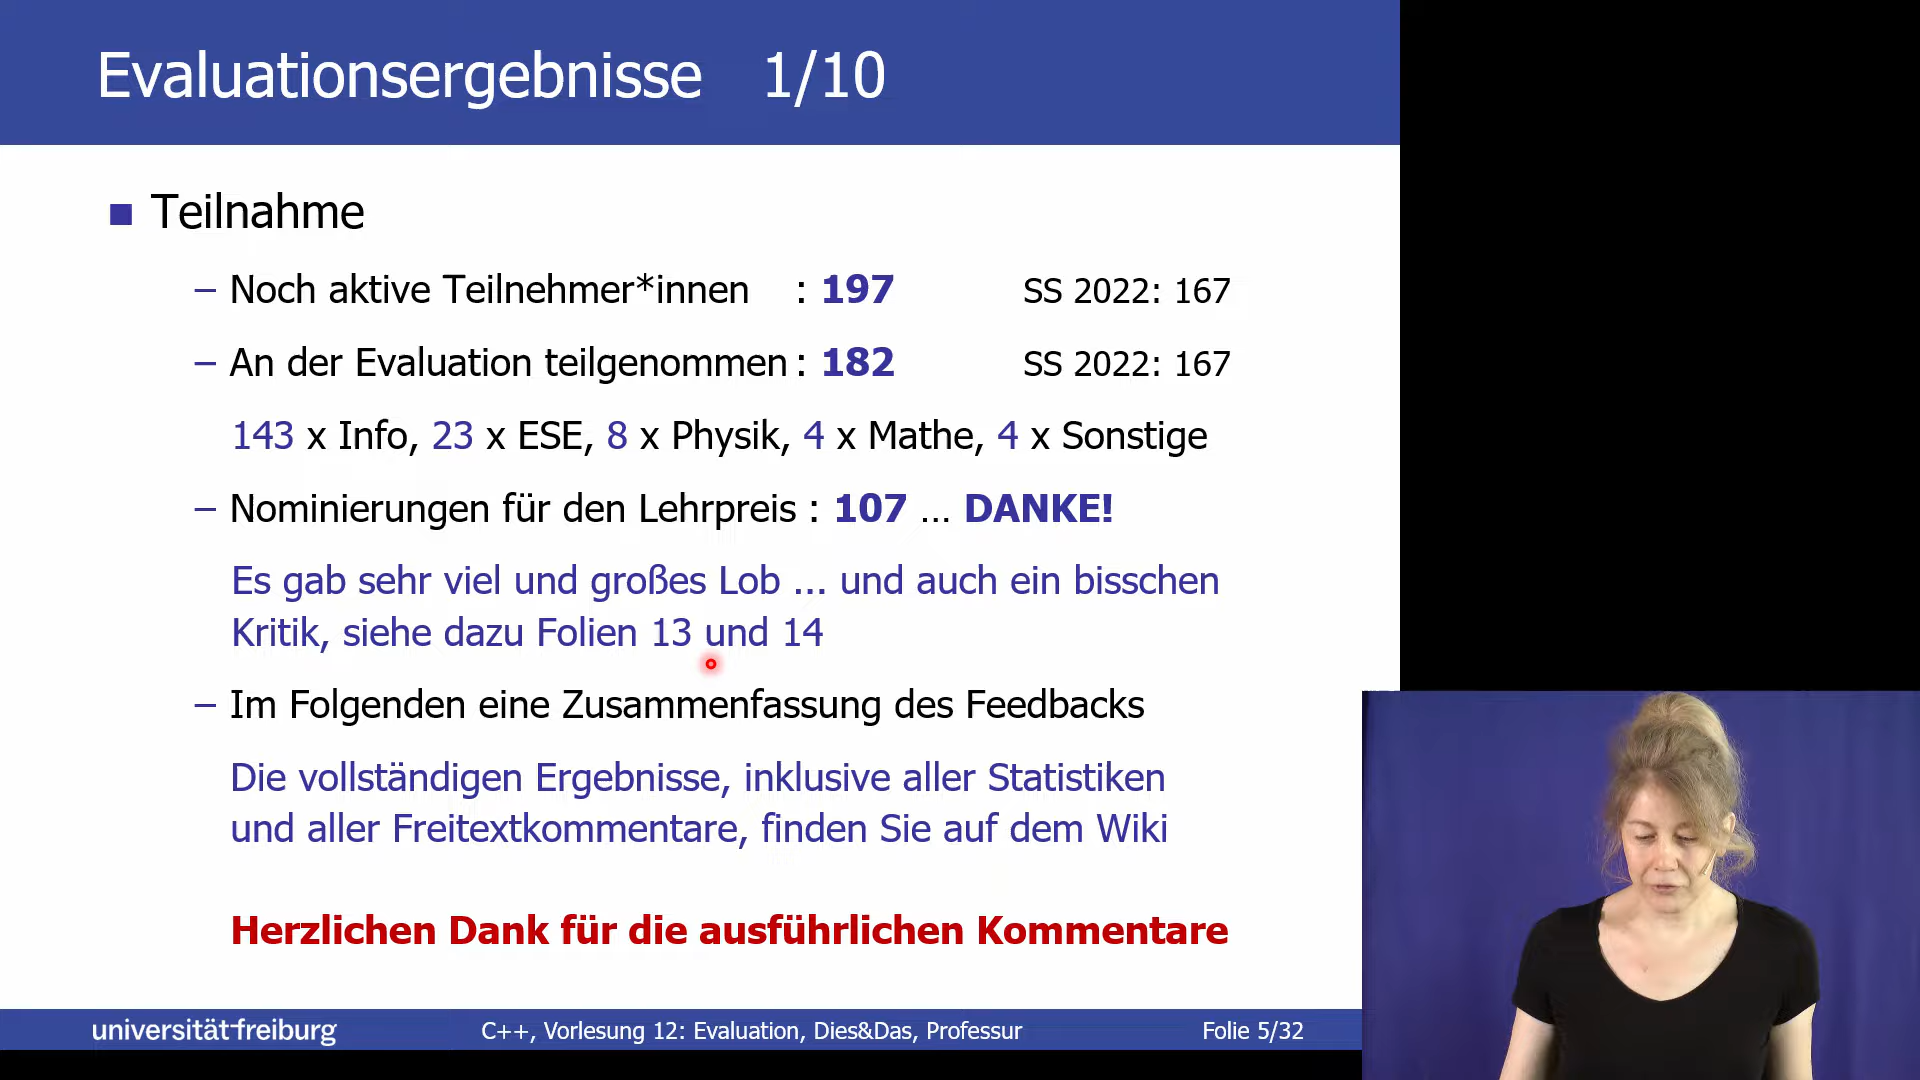 Evaluationsergebnisse 1/10
Teilnahme
– Noch aktive Teilnehmer*innen : 197 SS 2022: 167
– An der Evaluation teilgenommen : 182 SS 2022: 167
143 x Info, 23 x ESE, 8 x Physik, 4 x Mathe, 4 x Sonstige
– Nominierungen für den Lehrpreis : 107 ... DANKE!
Es gab sehr viel und großes Lob ... und auch ein bisschen
Kritik, siehe dazu Folien 13 und 14
– Im Folgenden eine Zusammenfassung des Feedbacks
Die vollständigen Ergebnisse, inklusive aller Statistiken
und aller Freitextkommentare, finden Sie auf dem Wiki
Herzlichen Dank für die ausführlichen Kommentare
universität freiburg C++, Vorlesung 12: Evaluation, Dies&Das, Professur Folie 5/32